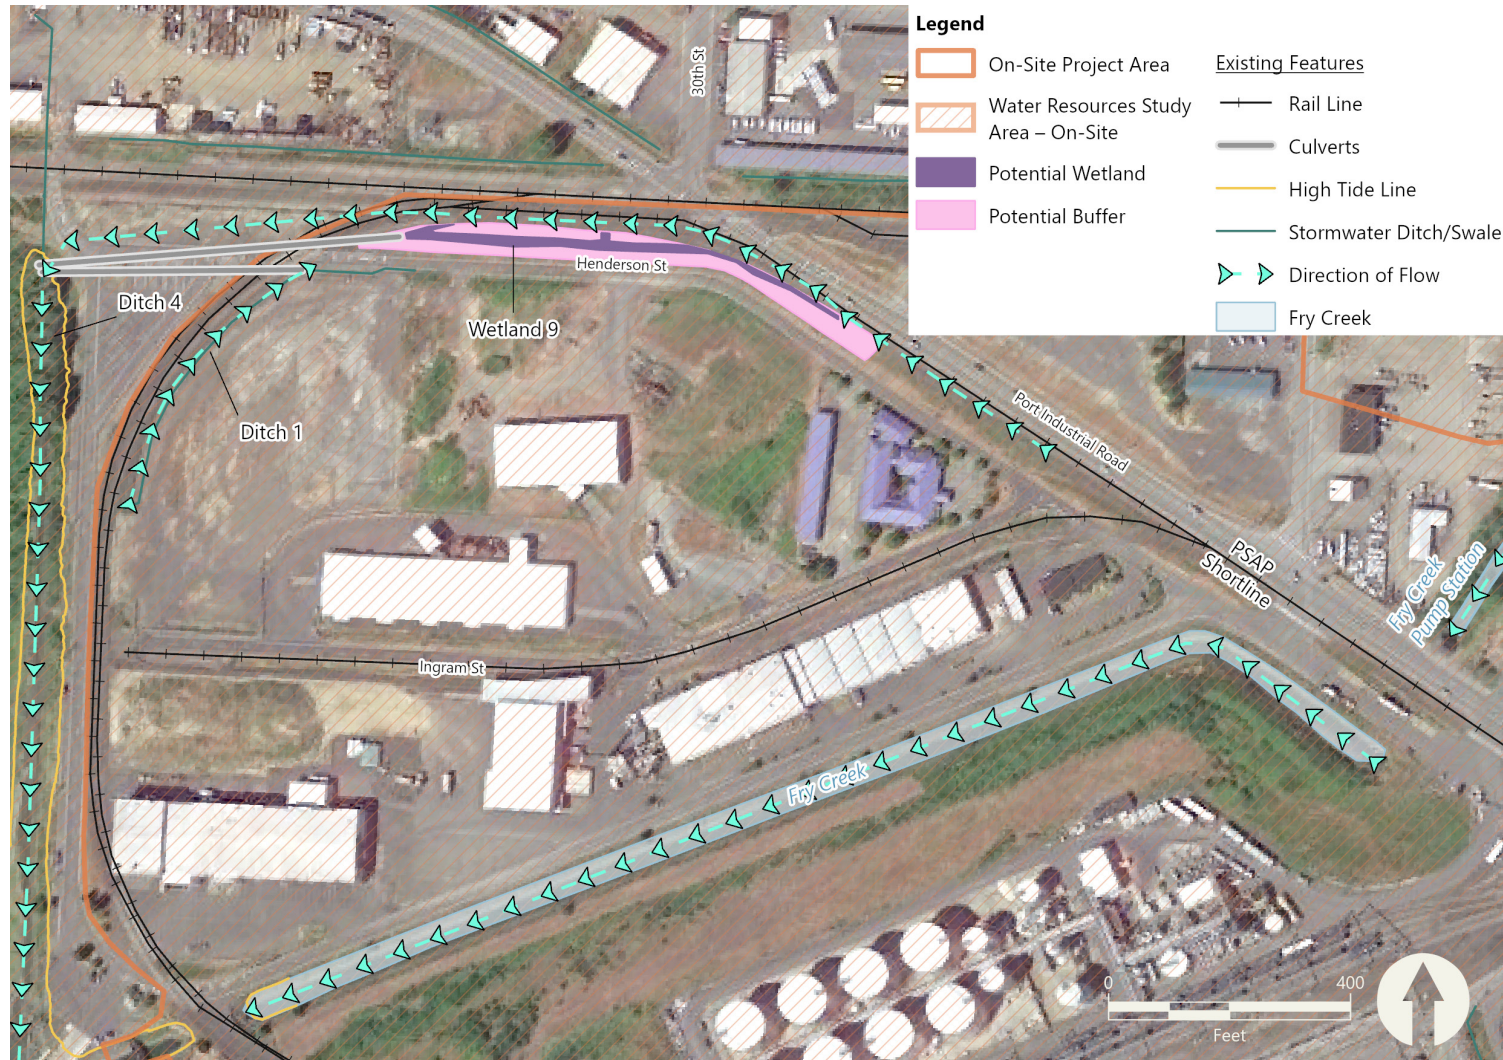 Legend
On-Site Project Area
Water Resources Study
Area – On-Site
Potential Wetland
Potential Buffer
Existing Features
Rail Line
Culverts
High Tide Line
Stormwater Ditch/Swale
Direction of Flow
Fry Creek
30th St
Henderson St
Ditch 4
Wetland 9
Ditch 1
Port Industrial Road
PSAP
Shortline
Fry Creek
Pump Station
Ingram St
Fry Creek
0 400
Feet